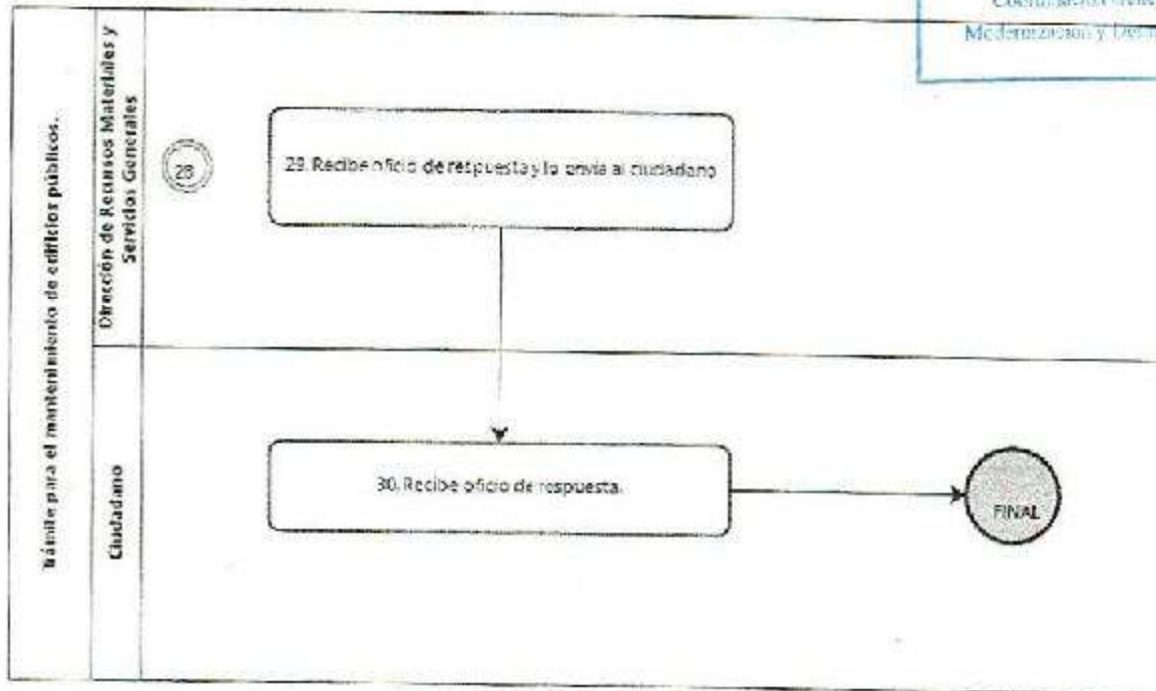 Modernización y
Trámite para el mantenimiento de edificios públicos.
Dirección de Recursos Materiales y
Servicios Generales
28
29. Recibe oficio de respuesta y lo envía al ciudadano
Ciudadano
30. Recibe oficio de respuesta.
FINAL